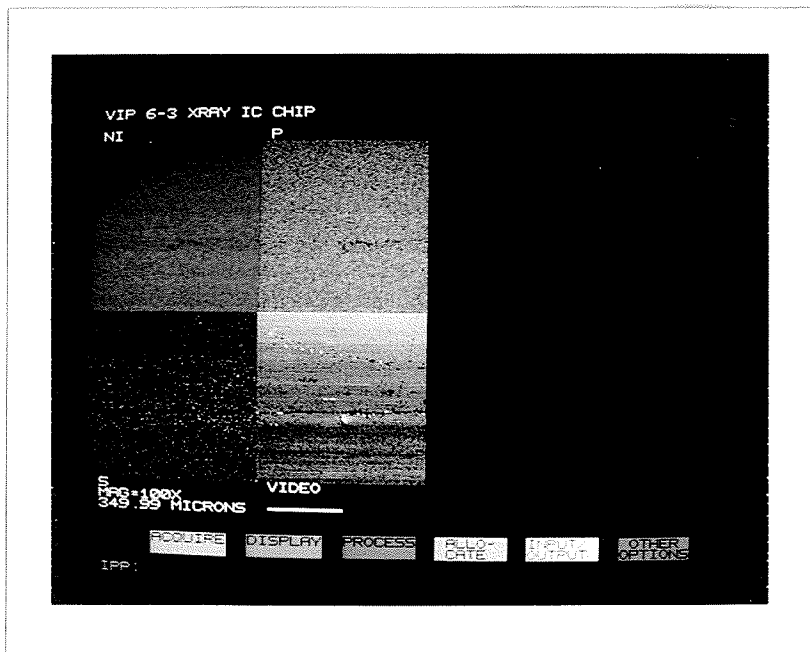 VIP 6-3 XRAY IC CHIP
NI P
S
MAG=100X
349.99 MICRONS
VIDEO
ACQUIRE
DISPLAY
PROCESS
ALLO-
CATE
INPUT
OUTPUT
OTHER
OPTIONS
IPP: